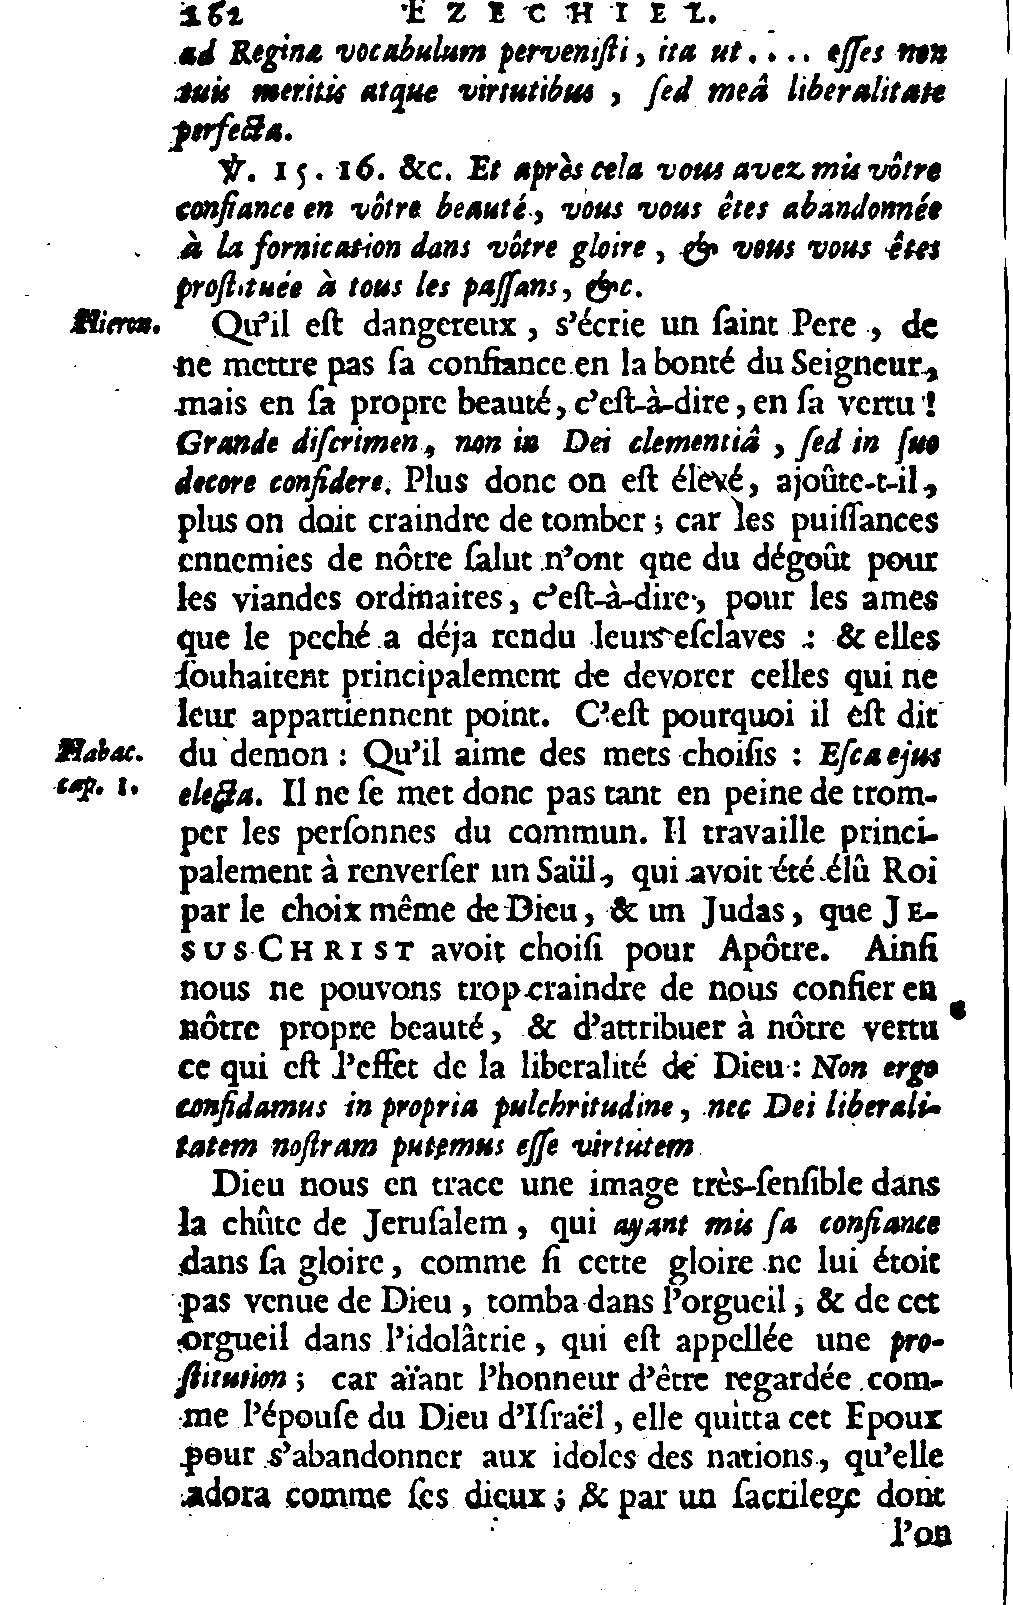 262 EZECHIEL.
ad Reginæ vocabulum perveniſti, ita ut.... eſſes non
tuis meritis atque virtutibus, ſed meâ liberalitate
perfecta.
℣. 15. 16. &c. Et après cela vous avez mis vôtre
confiance en vôtre beauté, vous vous êtes abandonnée
à la fornication dans vôtre gloire, & vous vous êtes
proſtituée à tous les paſſans, &c.
Hieron. Qu'il eſt dangereux, s'écrie un ſaint Pere, de
ne mettre pas ſa confiance en la bonté du Seigneur,
mais en ſa propre beauté, c'eſt-à-dire, en ſa vertu !
Grande diſcrimen, non in Dei clementiâ, ſed in ſuo
decore confidere. Plus donc on eſt élevé, ajoûte-t-il,
plus on doit craindre de tomber; car les puiſſances
ennemies de nôtre ſalut n'ont que du dégoût pour
les viandes ordinaires, c'eſt-à-dire, pour les ames
que le peché a déja rendu leurs eſclaves : & elles
ſouhaitent principalement de devorer celles qui ne
leur appartiennent point. C'eſt pourquoi il eſt dit
Habac. du demon : Qu'il aime des mets choiſis : Eſca ejus
cap. 1. electa. Il ne ſe met donc pas tant en peine de trom-
per les perſonnes du commun. Il travaille princi-
palement à renverſer un Saül, qui avoit été élû Roi
par le choix même de Dieu, & un Judas, que JE-
SUS-CHRIST avoit choiſi pour Apôtre. Ainſi
nous ne pouvons trop craindre de nous confier en
nôtre propre beauté, & d'attribuer à nôtre vertu
ce qui eſt l'effet de la liberalité de Dieu : Non ergo
confidamus in propria pulchritudine, nec Dei liberali-
tatem noſtram putemus eſſe virtutem
Dieu nous en trace une image très-ſenſible dans
la chûte de Jeruſalem, qui ayant mis ſa confiance
dans ſa gloire, comme ſi cette gloire ne lui étoit
pas venue de Dieu, tomba dans l'orgueil, & de cet
orgueil dans l'idolâtrie, qui eſt appellée une pro-
ſtitution; car aïant l'honneur d'être regardée com-
me l'épouſe du Dieu d'Iſraël, elle quitta cet Epoux
pour s'abandonner aux idoles des nations, qu'elle
adora comme ſes dieux; & par un ſacrilege dont
l'on